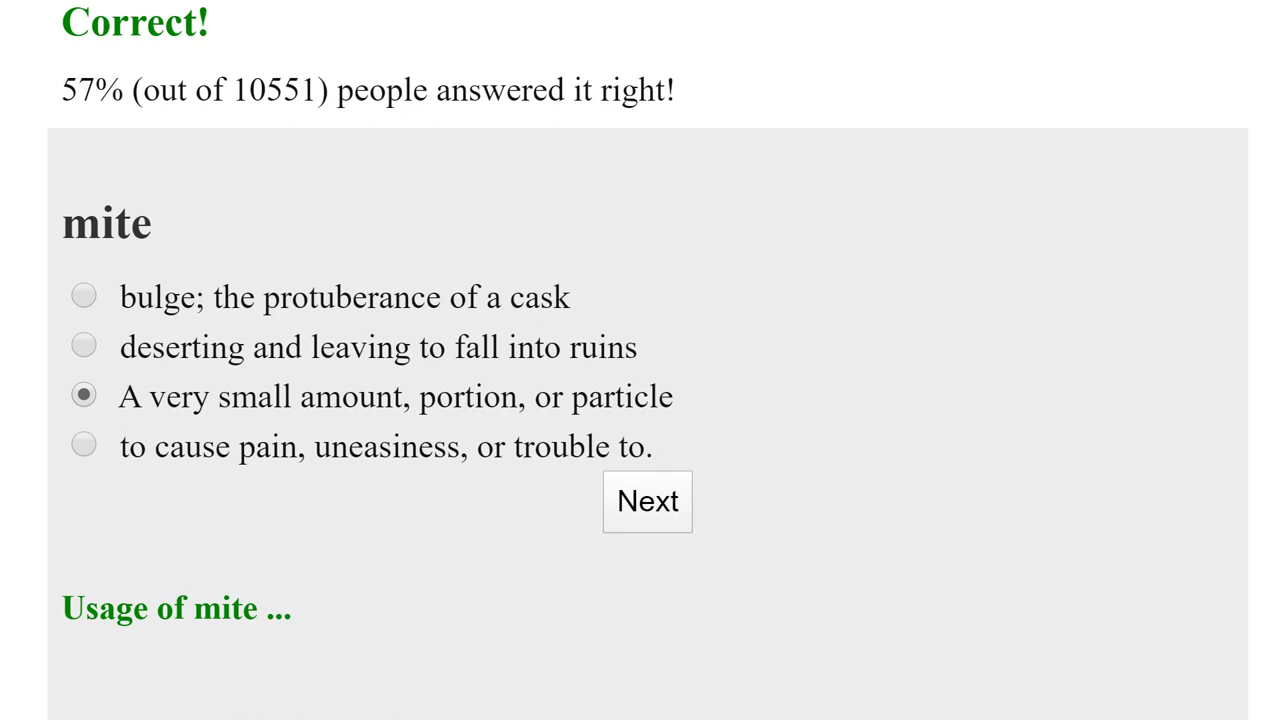 Correct!
57% (out of 10551) people answered it right!
mite
bulge; the protuberance of a cask
deserting and leaving to fall into ruins
A very small amount, portion, or particle
to cause pain, uneasiness, or trouble to.
Next
Usage of mite ...